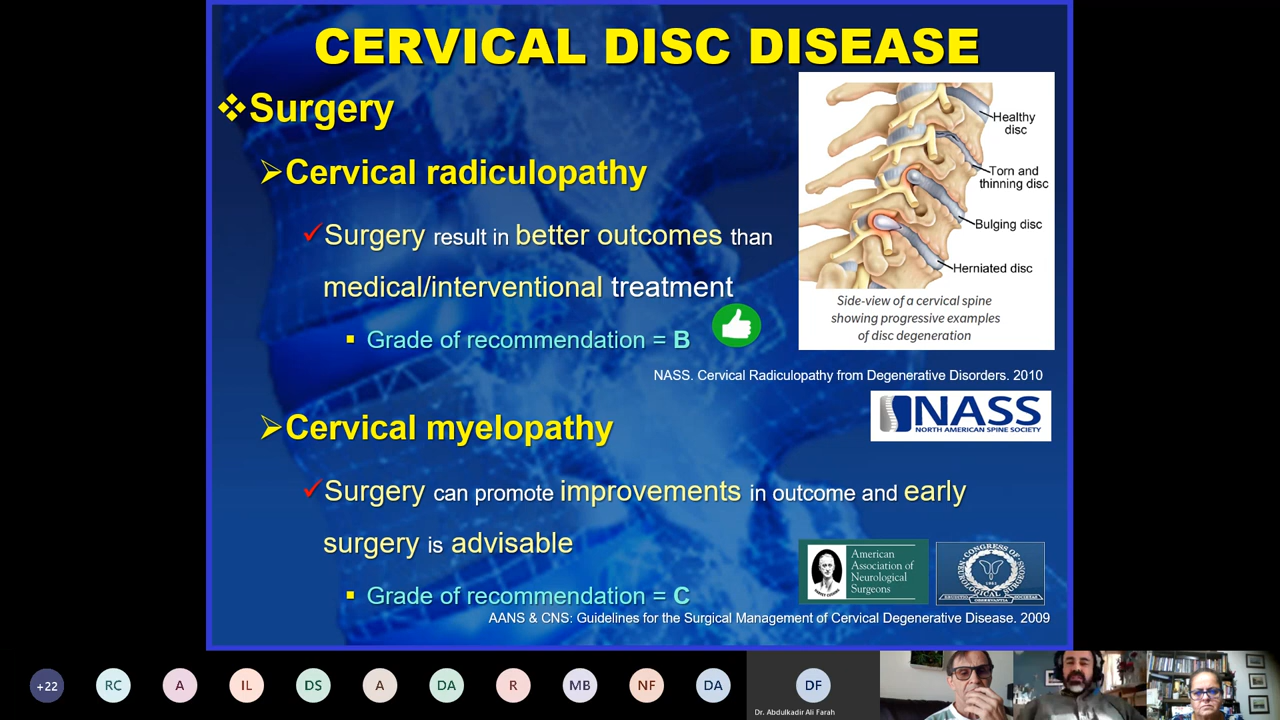 CERVICAL DISC DISEASE
Surgery
Cervical radiculopathy
Surgery result in better outcomes than
medical/interventional treatment
Grade of recommendation = B
Healthy
disc
Torn and
thinning disc
Bulging disc
Herniated disc
Side-view of a cervical spine
showing progressive examples
of disc degeneration
NASS. Cervical Radiculopathy from Degenerative Disorders. 2010
NASS
NORTH AMERICAN SPINE SOCIETY
Cervical myelopathy
Surgery can promote improvements in outcome and early
surgery is advisable
Grade of recommendation = C
American
Association of
Neurological
Surgeons
CONGRESS OF
NEUROLOGICAL SURGEONS
AANS & CNS: Guidelines for the Surgical Management of Cervical Degenerative Disease. 2009
+22
RC
A
IL
DS
A
DA
R
MB
NF
DA
DF
Dr. Abdulkadir Ali Farah